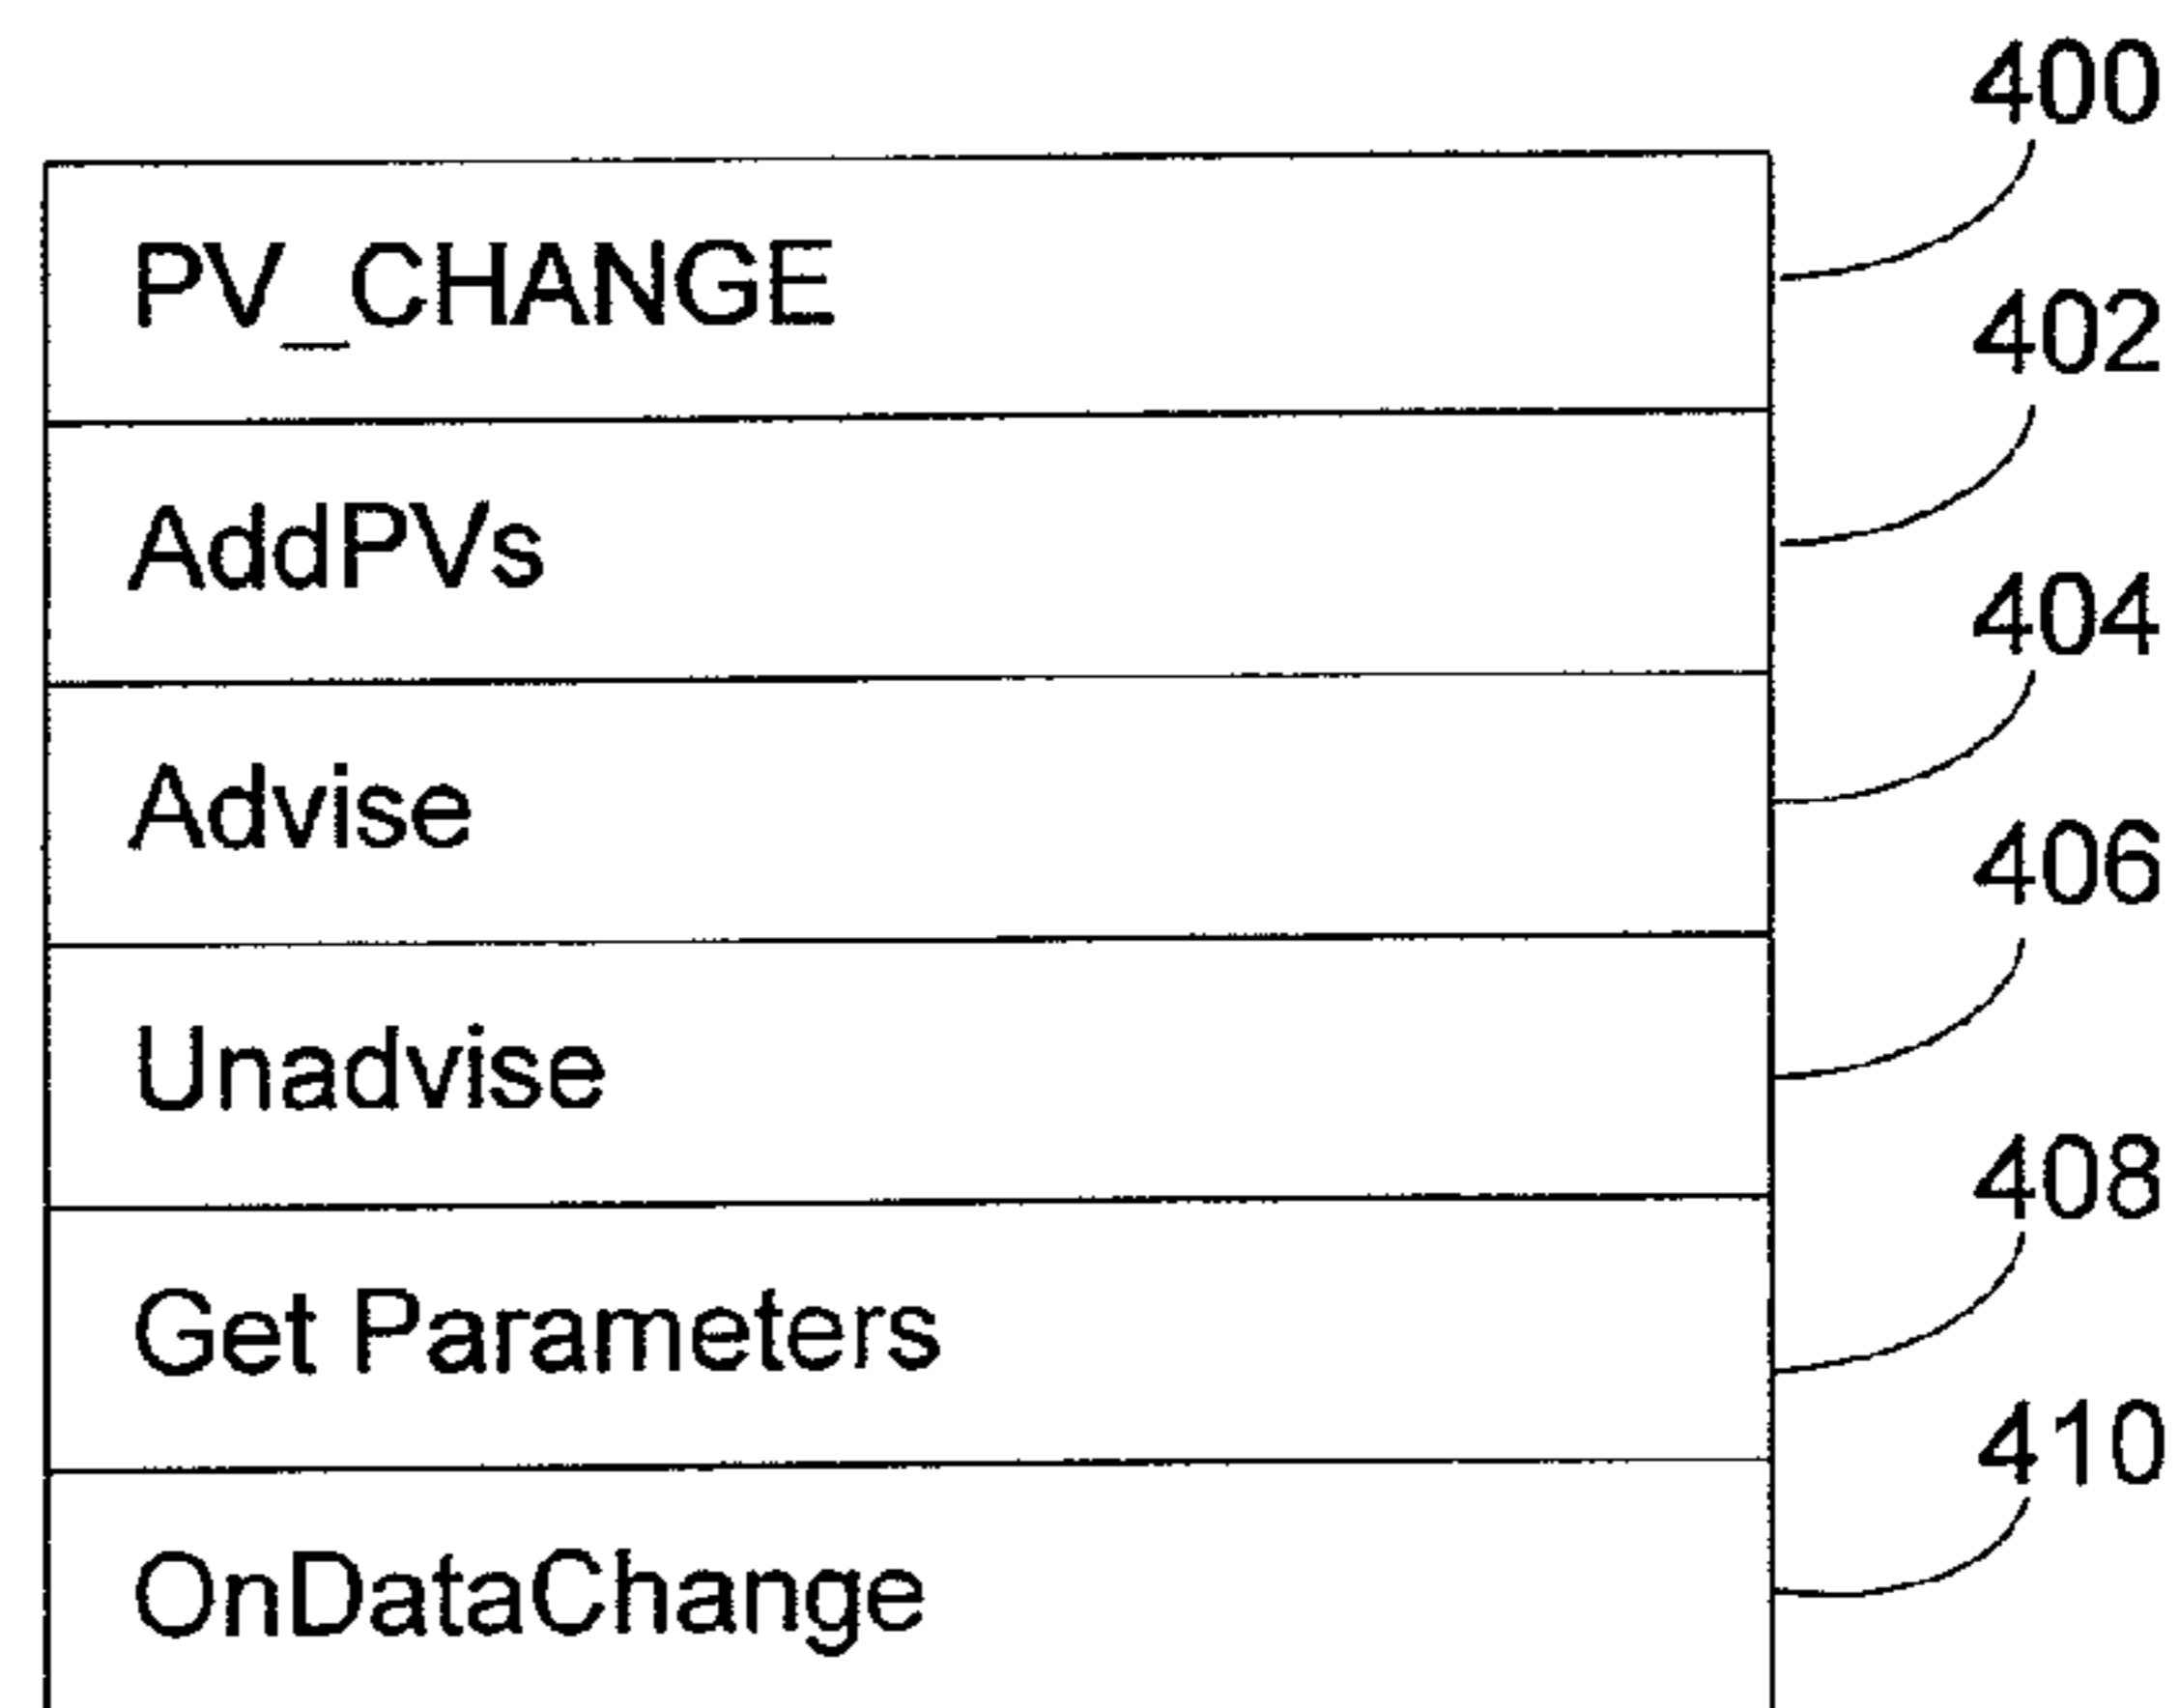 400
PV_CHANGE
402
AddPVs
404
Advise
406
Unadvise
408
Get Parameters
410
OnDataChange